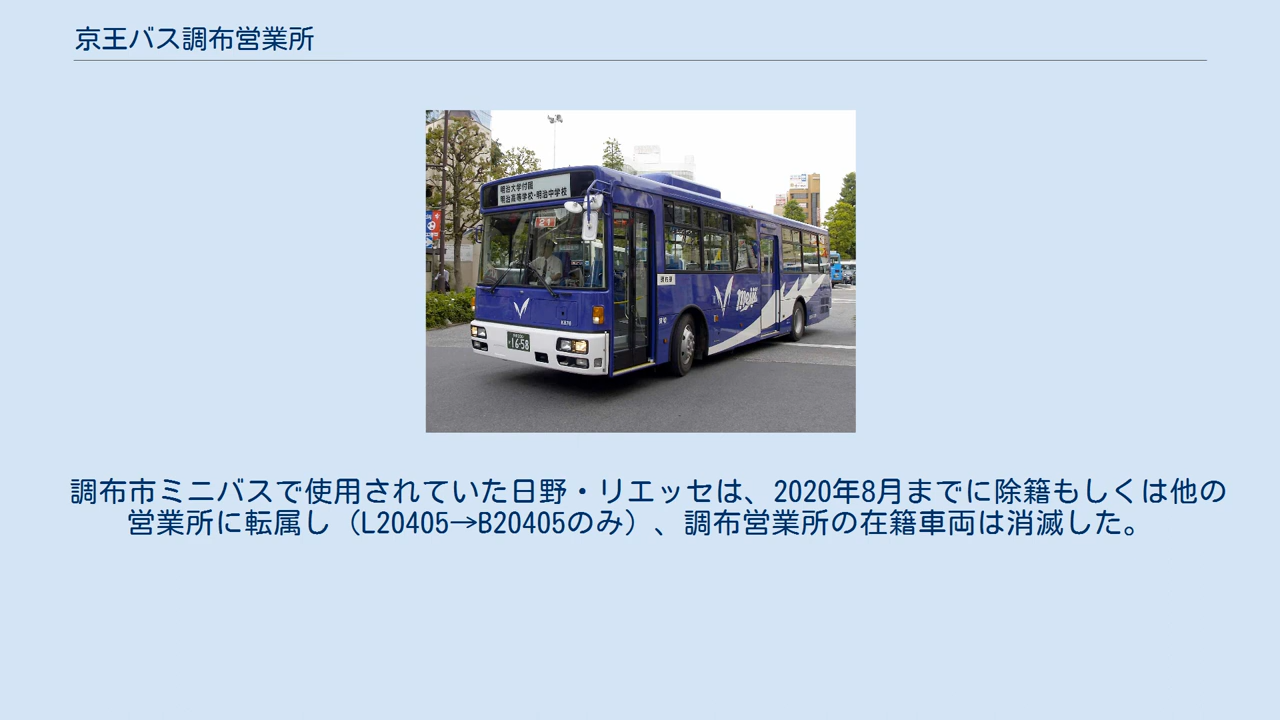 京王バス調布営業所
明治大学付属
明治高等学校・明治中学校
21
Meiji
16-58
調布市ミニバスで使用されていた日野・リエッセは、2020年8月までに除籍もしくは他の
営業所に転属し（L20405→B20405のみ）、調布営業所の在籍車両は消滅した。